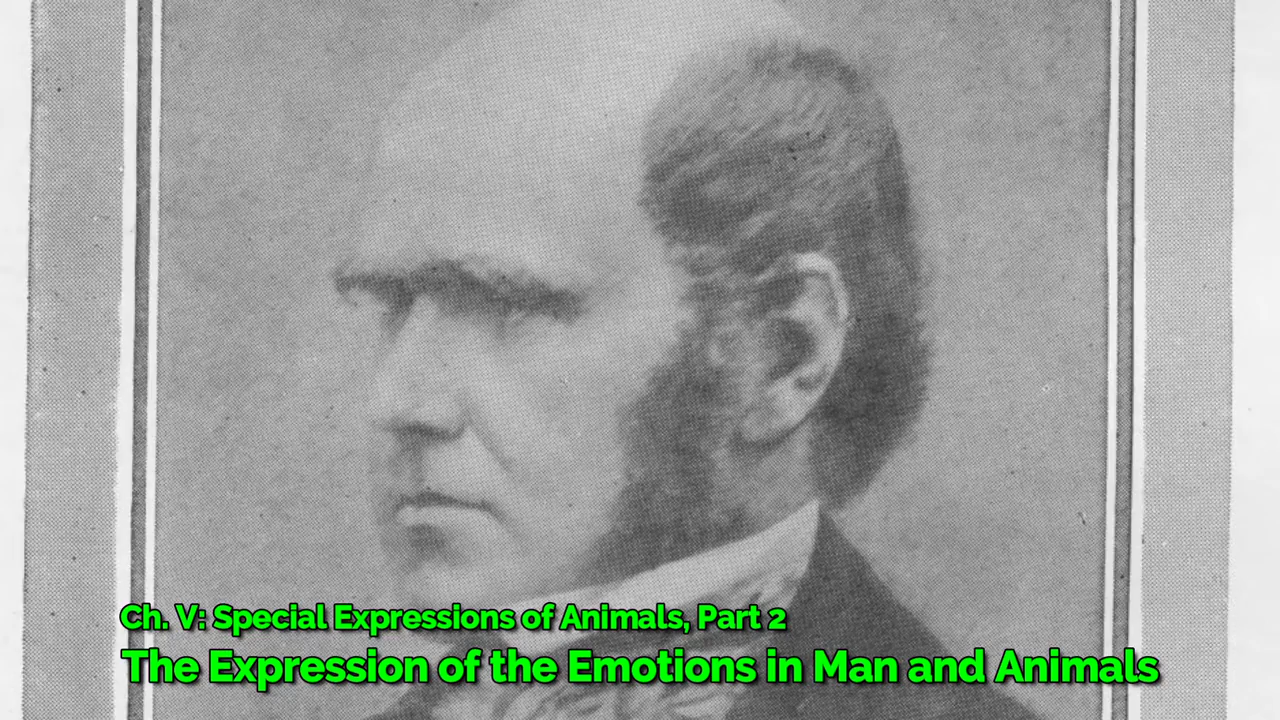 Ch. V: Special Expressions of Animals, Part 2
The Expression of the Emotions in Man and Animals